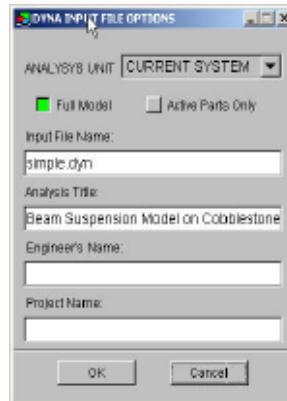 DYNA INPUT FILE OPTIONS
ANALYSYS UNIT CURRENT SYSTEM
Full Model Active Parts Only
Input File Name:
simple.dyn
Analysis Title:
Beam Suspension Model on Cobblestone
Engineer's Name:
Project Name:
OK Cancel